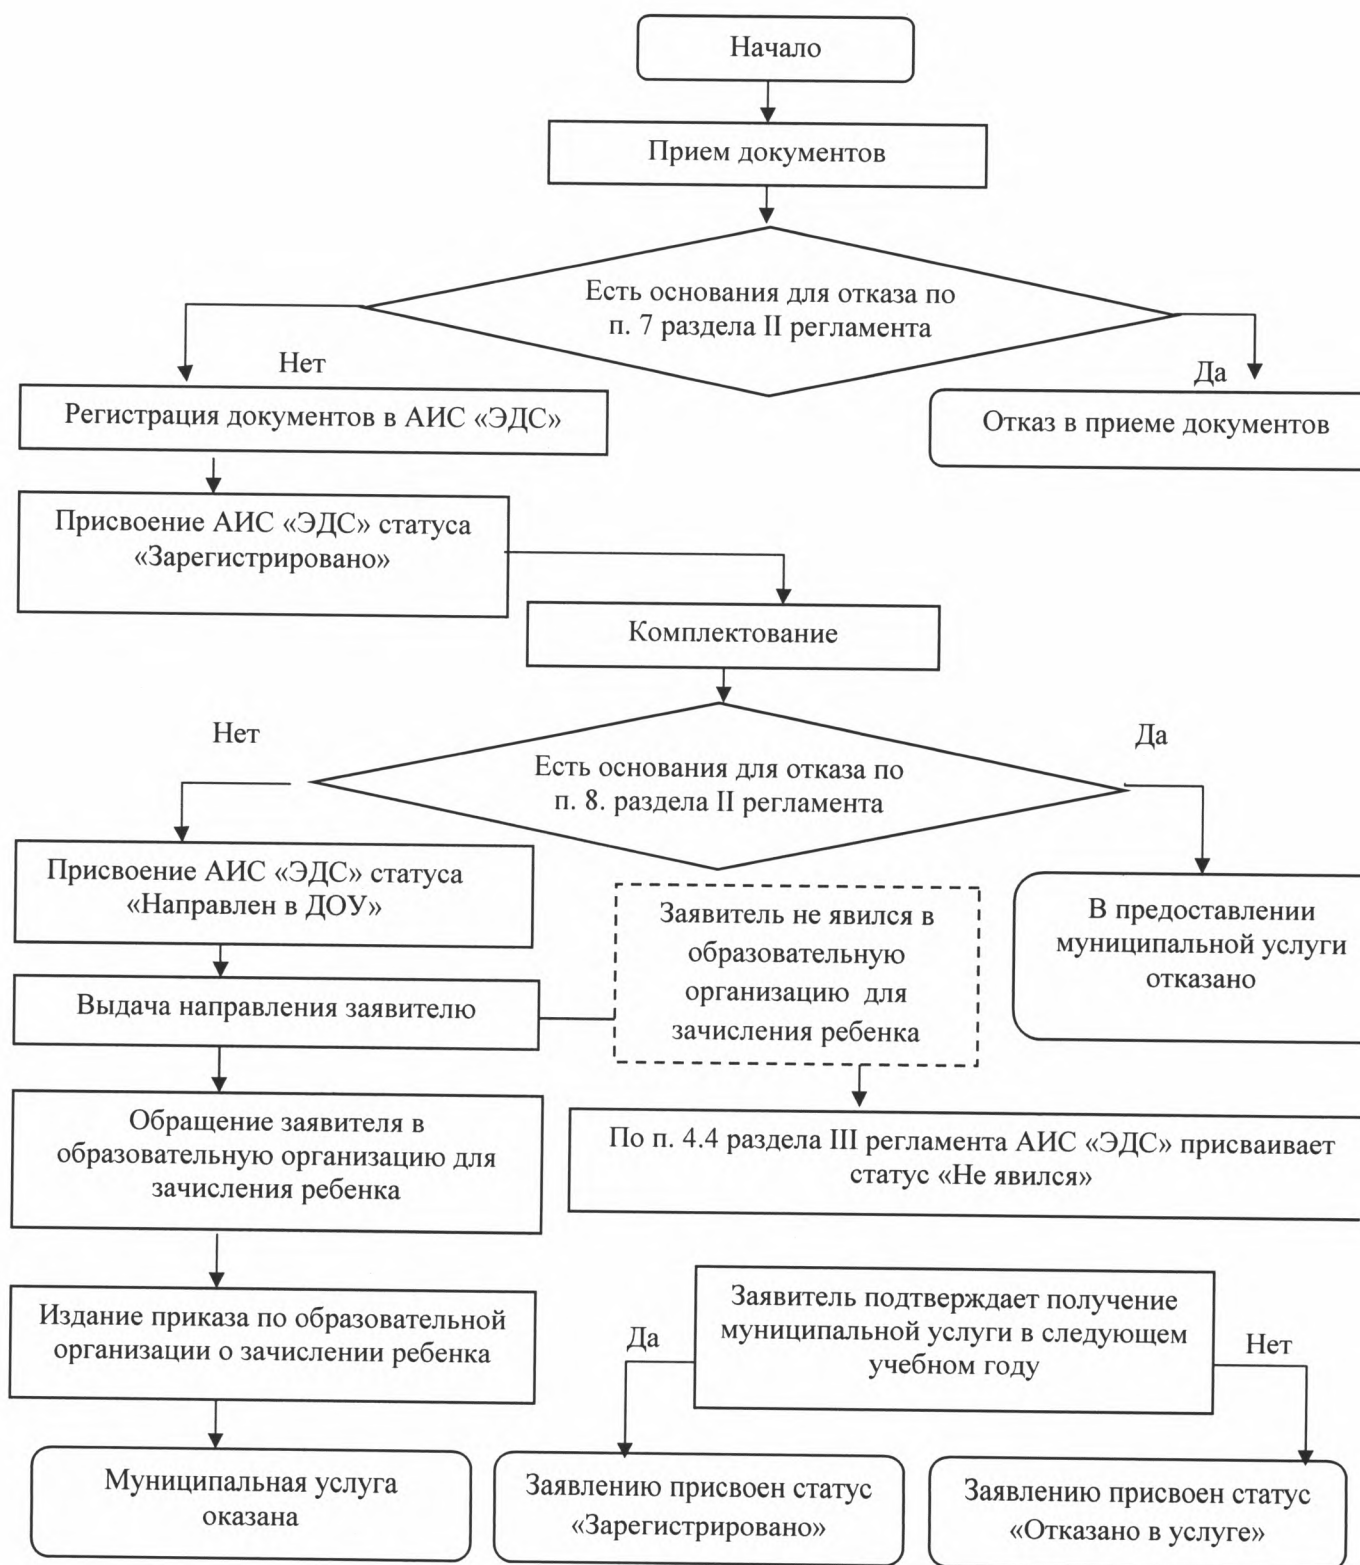 Начало
Прием документов
Есть основания для отказа по
п. 7 раздела II регламента
Нет
Да
Регистрация документов в АИС «ЭДС»
Отказ в приеме документов
Присвоение АИС «ЭДС» статуса
«Зарегистрировано»
Комплектование
Нет
Да
Есть основания для отказа по
п. 8. раздела II регламента
Присвоение АИС «ЭДС» статуса
«Направлен в ДОУ»
Заявитель не явился в
образовательную
организацию для
зачисления ребенка
В предоставлении
муниципальной услуги
отказано
Выдача направления заявителю
Обращение заявителя в
образовательную организацию для
зачисления ребенка
По п. 4.4 раздела III регламента АИС «ЭДС» присваивает
статус «Не явился»
Издание приказа по образовательной
организации о зачислении ребенка
Заявитель подтверждает получение
муниципальной услуги в следующем
учебном году
Да
Нет
Муниципальная услуга
оказана
Заявлению присвоен статус
«Зарегистрировано»
Заявлению присвоен статус
«Отказано в услуге»